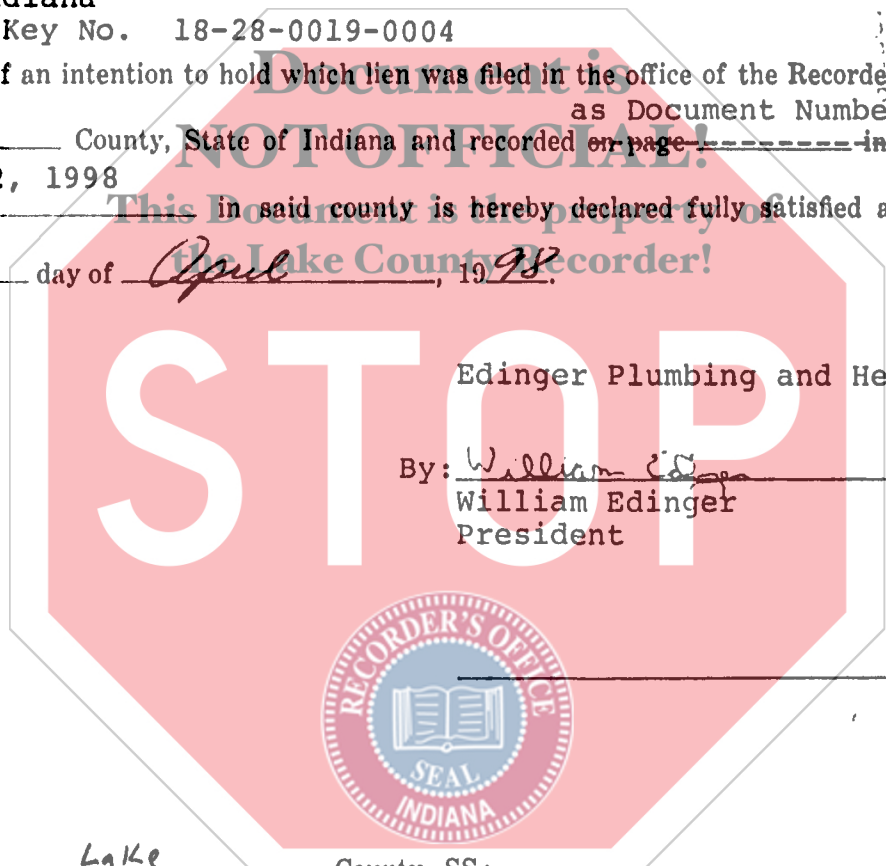 Key No. 18-28-0019-0004
Document is
f an intention to hold which lien was filed in the office of the Recorde
as Document Numbe
County, State of Indiana and recorded on page in
NOT OFFICIAL!
, 1998
This Document is the property of
in said county is hereby declared fully satisfied a
the Lake County Recorder!
day of April, 1998.
STOP
Edinger Plumbing and He
By: William Edinger
William Edinger
President
RECORDER'S OFFICE
SEAL
INDIANA
Lake
County, SS: